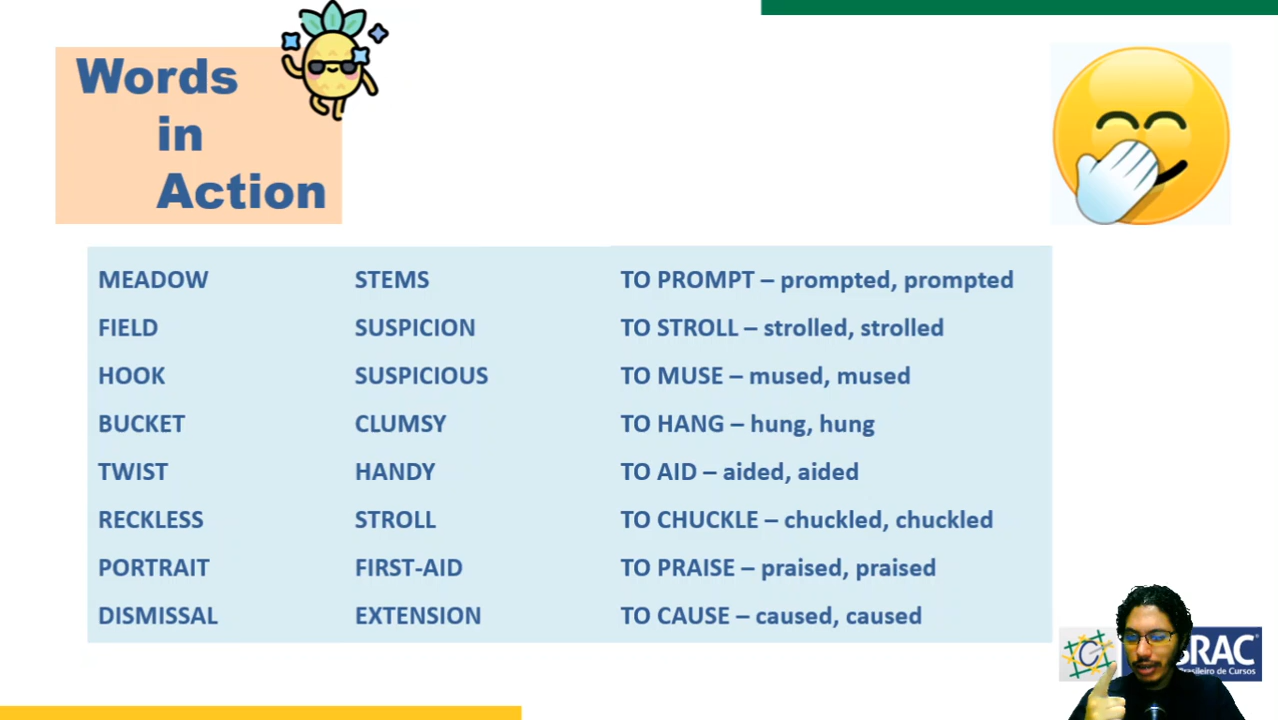 Words
in
Action
MEADOW
FIELD
HOOK
BUCKET
TWIST
RECKLESS
PORTRAIT
DISMISSAL
STEMS
SUSPICION
SUSPICIOUS
CLUMSY
HANDY
STROLL
FIRST-AID
EXTENSION
TO PROMPT – prompted, prompted
TO STROLL – strolled, strolled
TO MUSE – mused, mused
TO HANG – hung, hung
TO AID – aided, aided
TO CHUCKLE – chuckled, chuckled
TO PRAISE – praised, praised
TO CAUSE – caused, caused
C
de Cursos